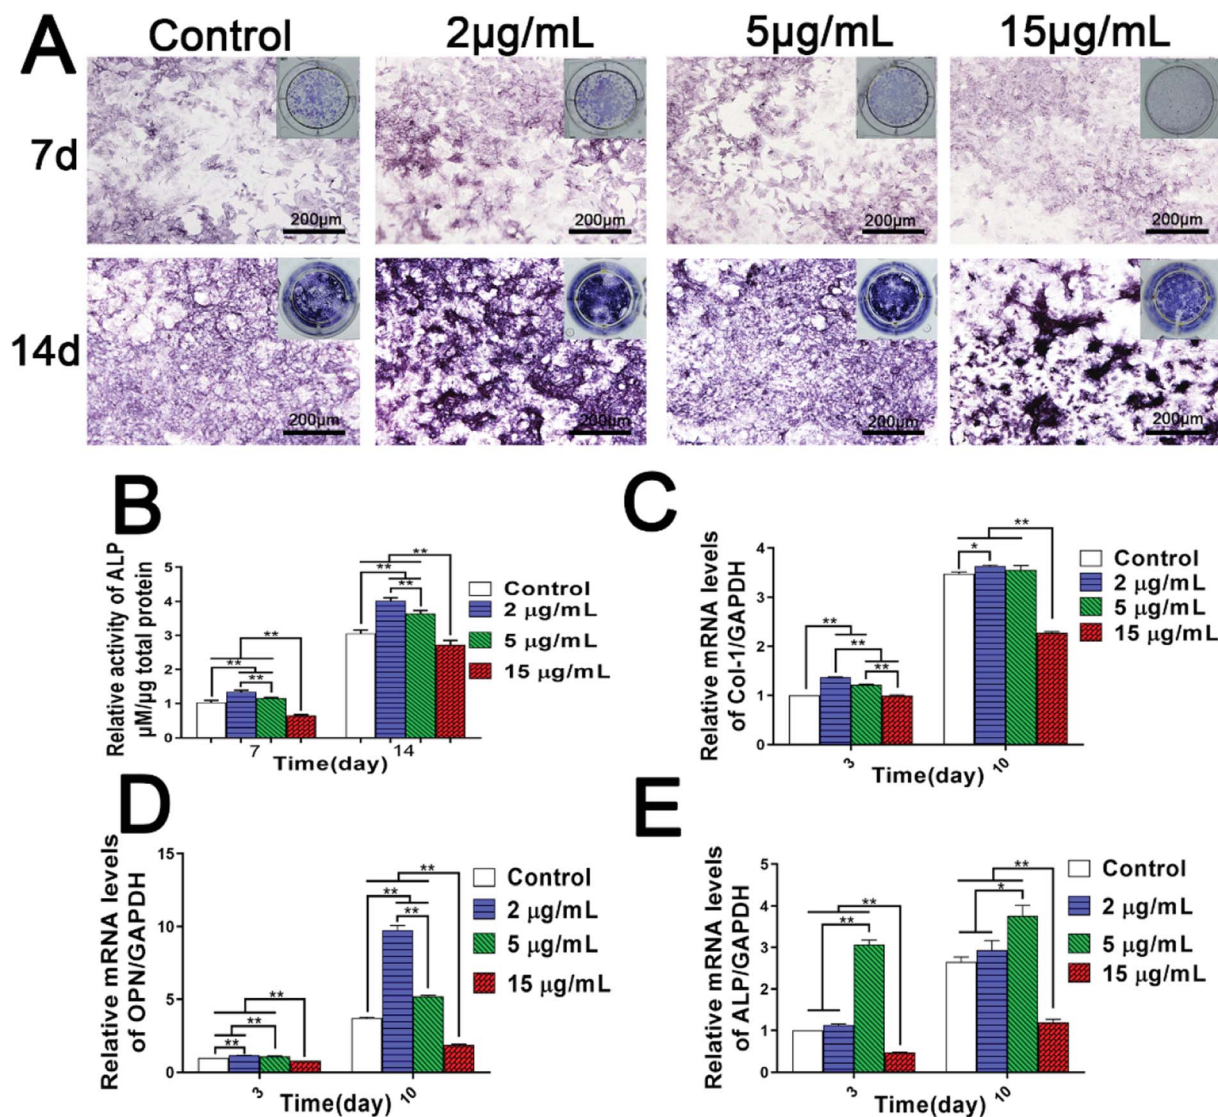 A
Control 2μg/mL 5μg/mL 15μg/mL
7d
200μm 200μm 200μm 200μm
14d
200μm 200μm 200μm 200μm
B
Relative activity of ALP
μM/μg total protein
5
4
3
2
1
0
** ** ** ** ** **
7 14
Time(day)
Control
2 μg/mL
5 μg/mL
15 μg/mL
C
Relative mRNA levels
of Col-1/GAPDH
4
3
2
1
0
** ** ** * **
3 10
Time(day)
Control
2 μg/mL
5 μg/mL
15 μg/mL
D
Relative mRNA levels
of OPN/GAPDH
15
10
5
0
** ** ** ** ** **
3 10
Time(day)
Control
2 μg/mL
5 μg/mL
15 μg/mL
E
Relative mRNA levels
of ALP/GAPDH
5
4
3
2
1
0
** ** * **
3 10
Time(day)
Control
2 μg/mL
5 μg/mL
15 μg/mL